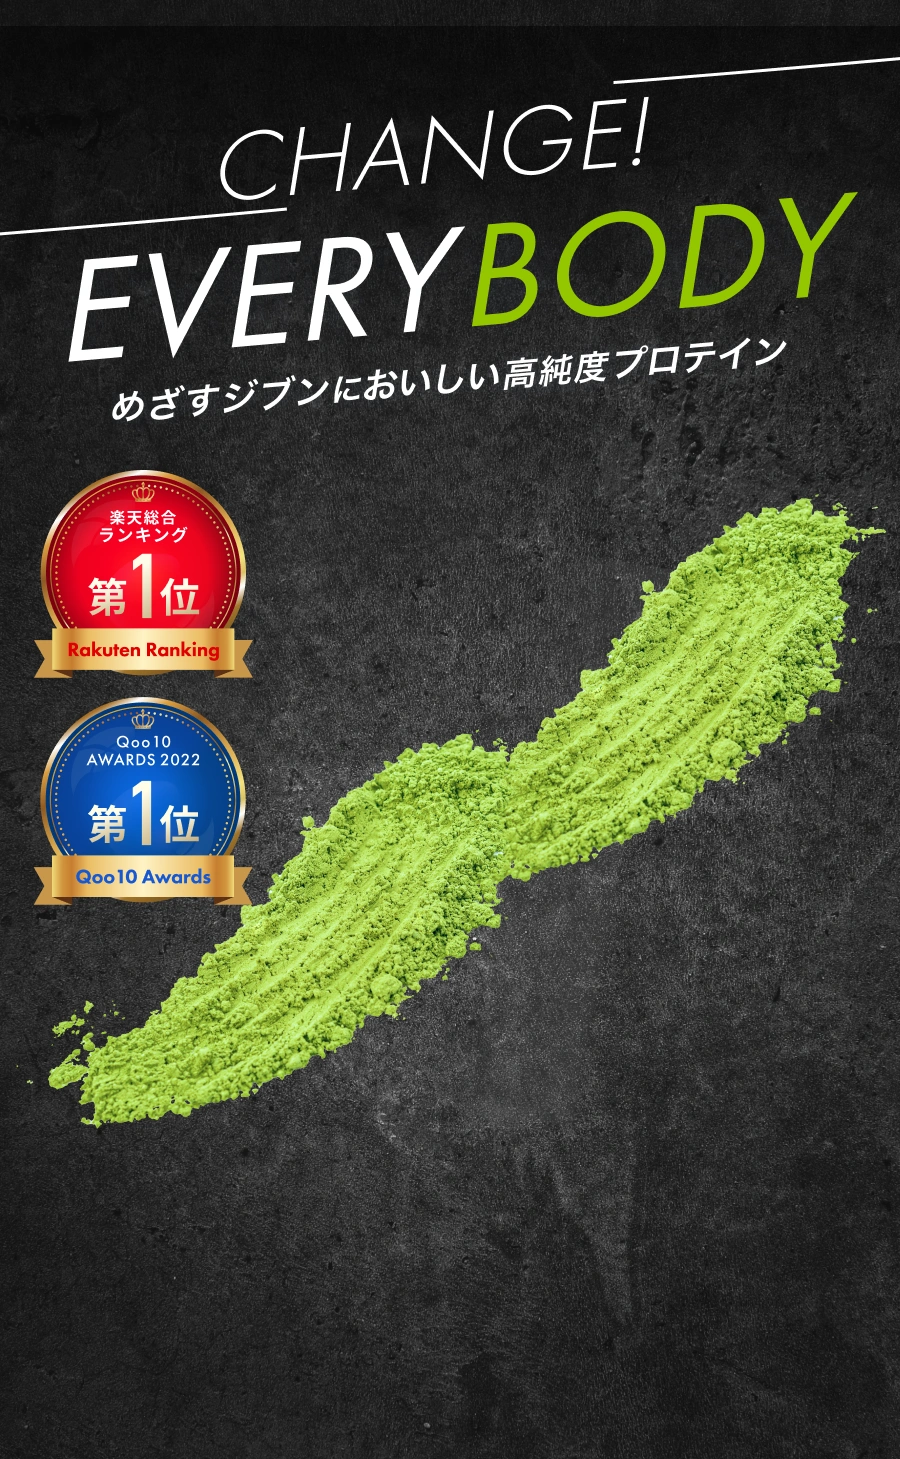 CHANGE!
EVERYBODY
めざすジブンにおいしい高純度プロテイン
楽天総合
ランキング
第1位
Rakuten Ranking
Qoo10
AWARDS 2022
第1位
Qoo10 Awards